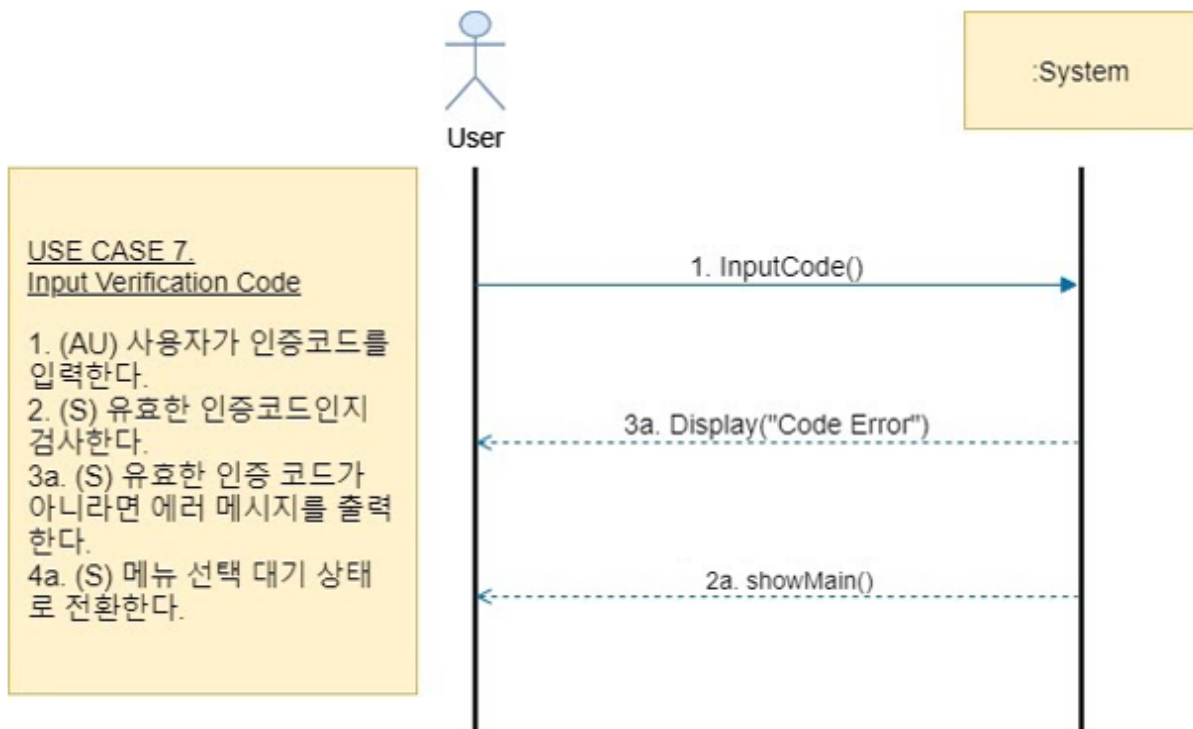 User
:System
USE CASE 7.
Input Verification Code
1. (AU) 사용자가 인증코드를
입력한다.
2. (S) 유효한 인증코드인지
검사한다.
3a. (S) 유효한 인증 코드가
아니라면 에러 메시지를 출력
한다.
4a. (S) 메뉴 선택 대기 상태
로 전환한다.
1. InputCode()
3a. Display("Code Error")
2a. showMain()